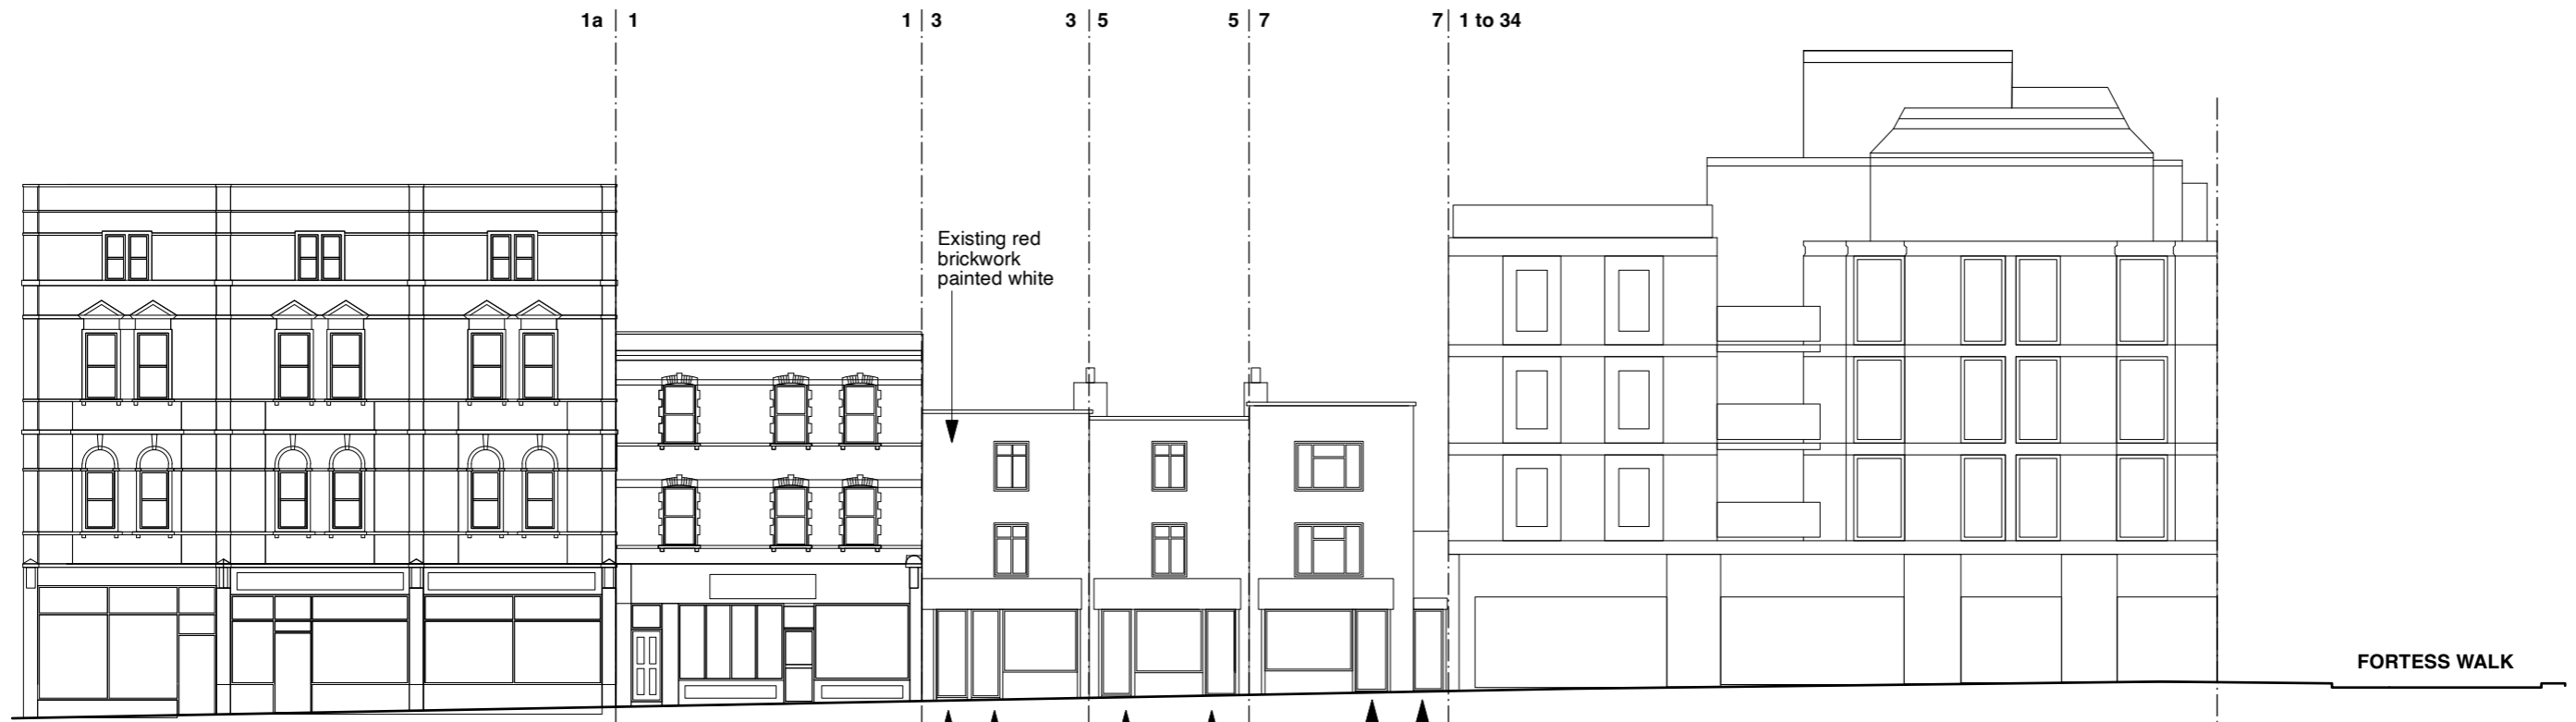 1a 1 1 3 3 5 5 7 7 1 to 34
Existing red
brickwork
painted white
FORTESS WALK